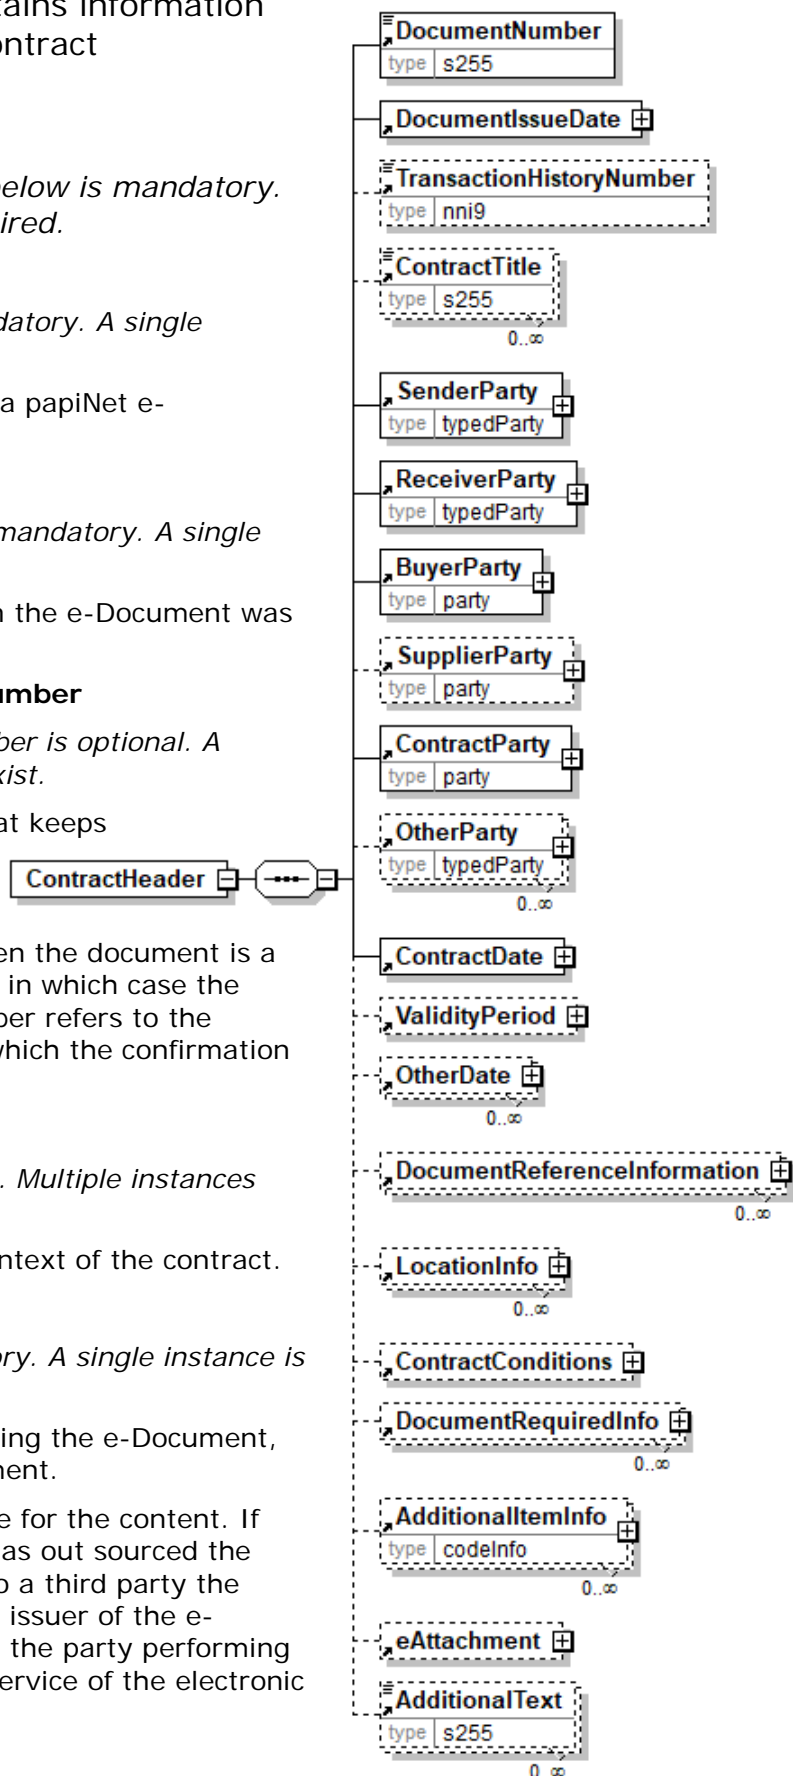 tains information
ontract
elow is mandatory.
ired.
datory. A single
a papiNet e-
mandatory. A single
n the e-Document was
umber
ber is optional. A
xist.
at keeps
en the document is a
in which case the
ber refers to the
which the confirmation
. Multiple instances
ntext of the contract.
ory. A single instance is
ing the e-Document,
ment.
e for the content. If
as out sourced the
o a third party the
issuer of the e-
the party performing
ervice of the electronic
ContractHeader
DocumentNumber
type s255
DocumentIssueDate
TransactionHistoryNumber
type nni9
ContractTitle
type s255
0..∞
SenderParty
type typedParty
ReceiverParty
type typedParty
BuyerParty
type party
SupplierParty
type party
ContractParty
type party
OtherParty
type typedParty
0..∞
ContractDate
ValidityPeriod
OtherDate
0..∞
DocumentReferenceInformation
0..∞
LocationInfo
0..∞
ContractConditions
DocumentRequiredInfo
0..∞
AdditionalItemInfo
type codeInfo
0..∞
eAttachment
AdditionalText
type s255
0..∞